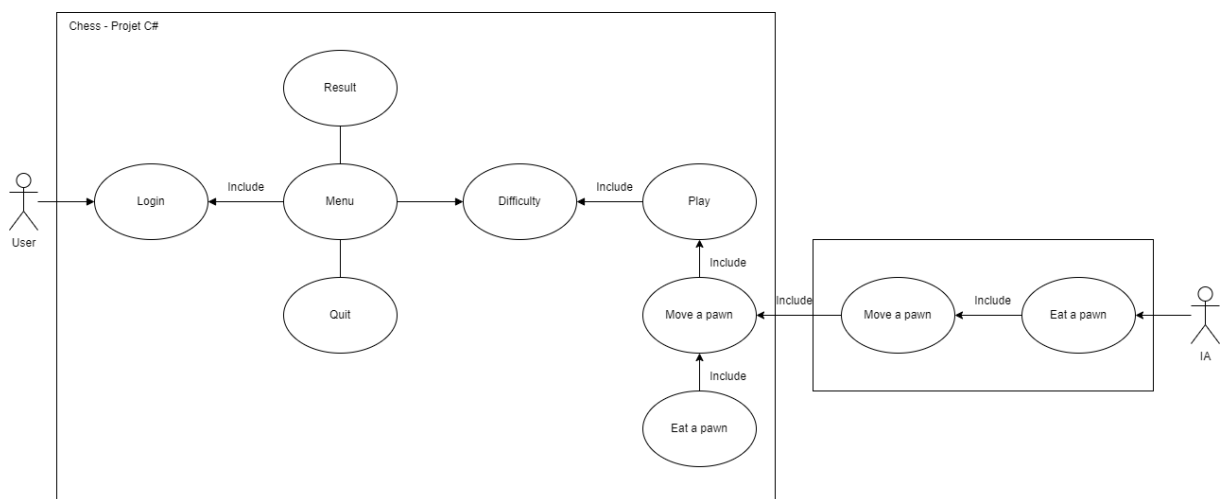 Chess - Projet C#
Result
Login
Include
Menu
Difficulty
Include
Play
User
Include
Quit
Move a pawn
Include
Move a pawn
Include
Eat a pawn
IA
Include
Eat a pawn